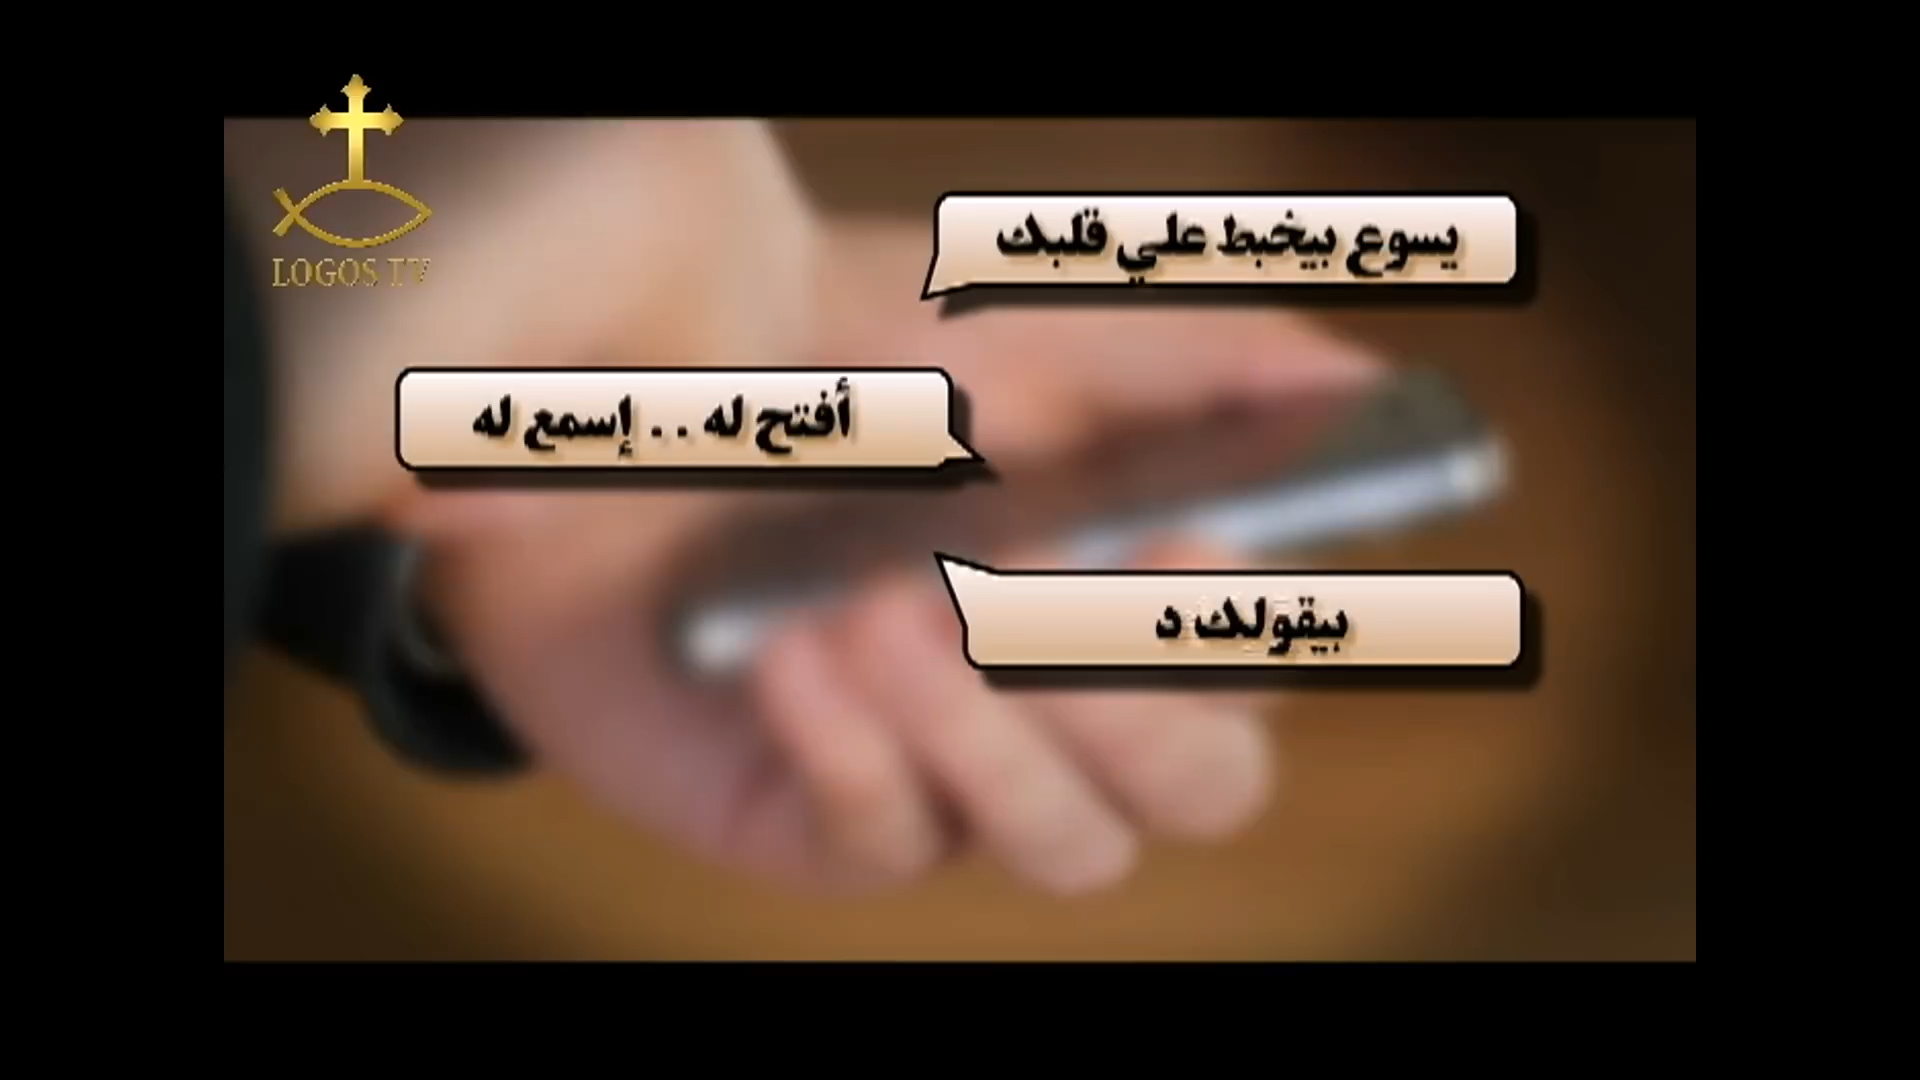 LOGOS TV
يسوع بيخبط علي قلبك
أفتح له . . إسمع له
بيقولك د